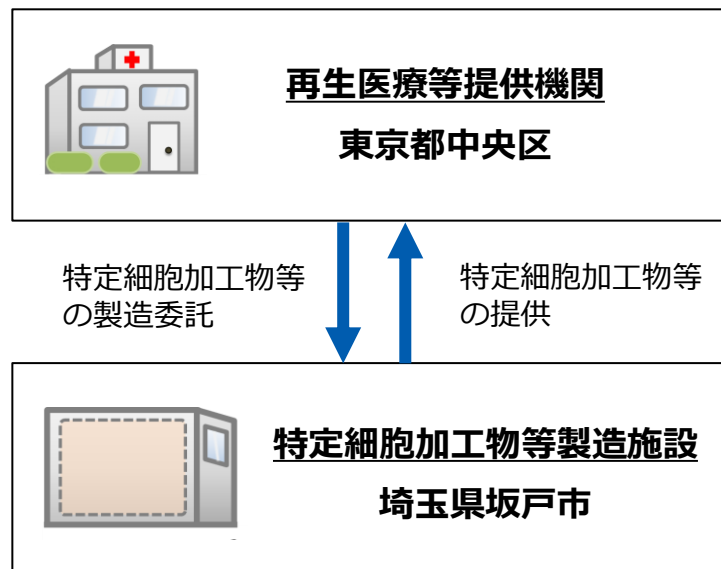 再生医療等提供機関
東京都中央区
特定細胞加工物等
の製造委託
特定細胞加工物等
の提供
特定細胞加工物等製造施設
埼玉県坂戸市